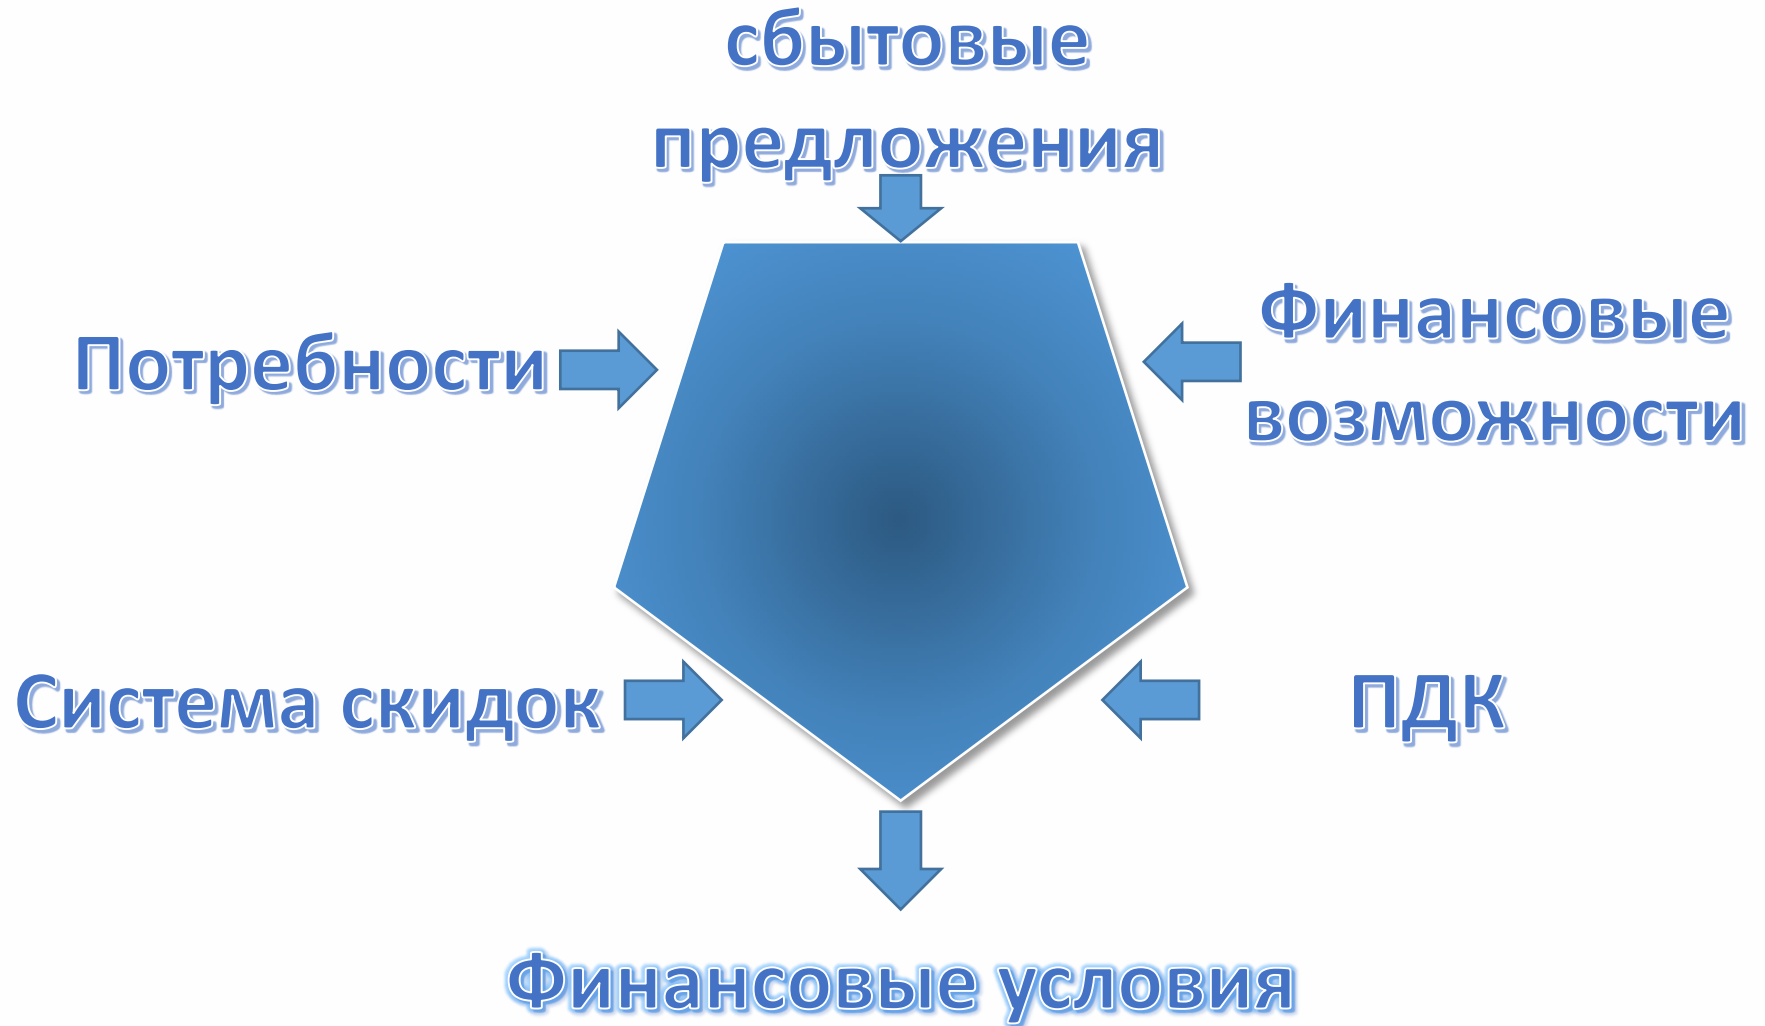 сбытовые
предложения
Потребности
Финансовые
возможности
Система скидок
ПДК
Финансовые условия